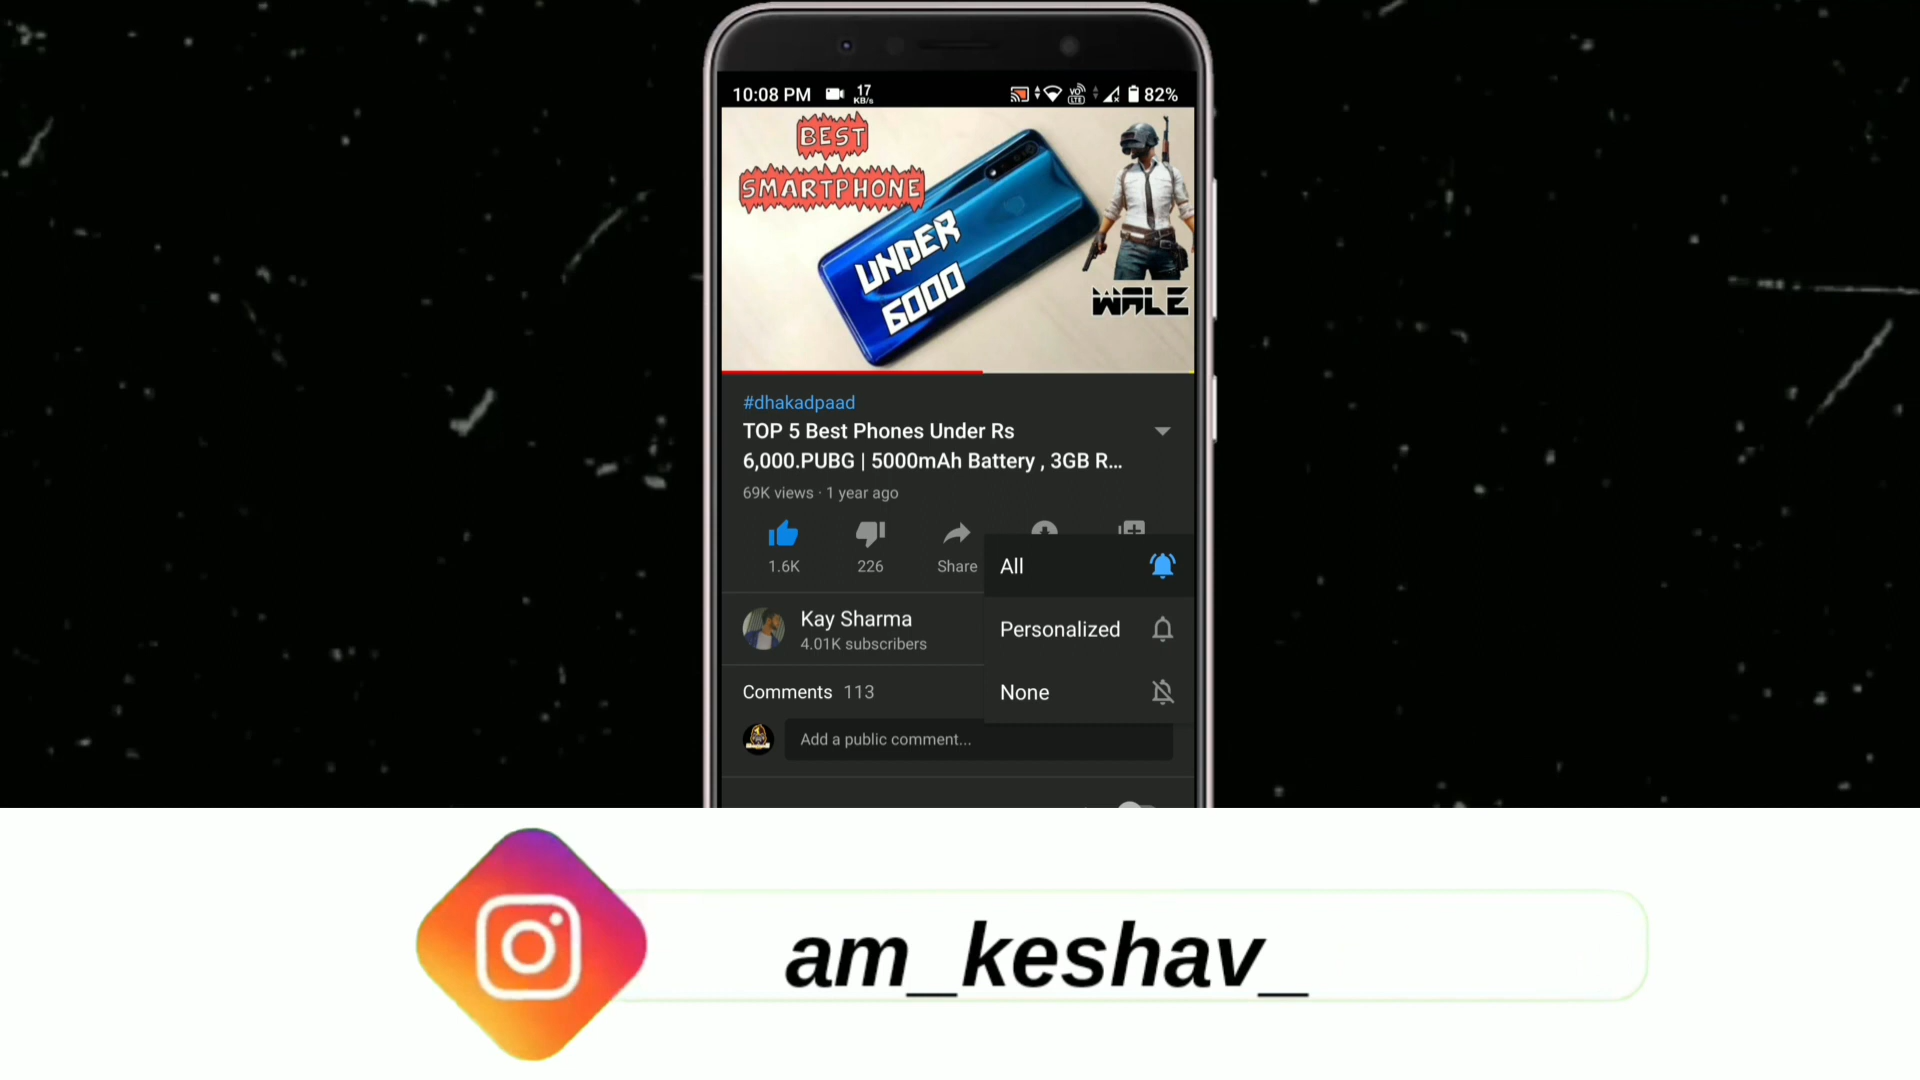 10:08 PM 17 KB/s VO LTE 82%
BEST
SMARTPHONE
UNDER
6000
WALE
#dhakadpaad
TOP 5 Best Phones Under Rs
6,000.PUBG | 5000mAh Battery , 3GB R...
69K views · 1 year ago
1.6K 226 Share
All
Personalized
None
Kay Sharma
4.01K subscribers
Comments 113
Add a public comment...
am_keshav_